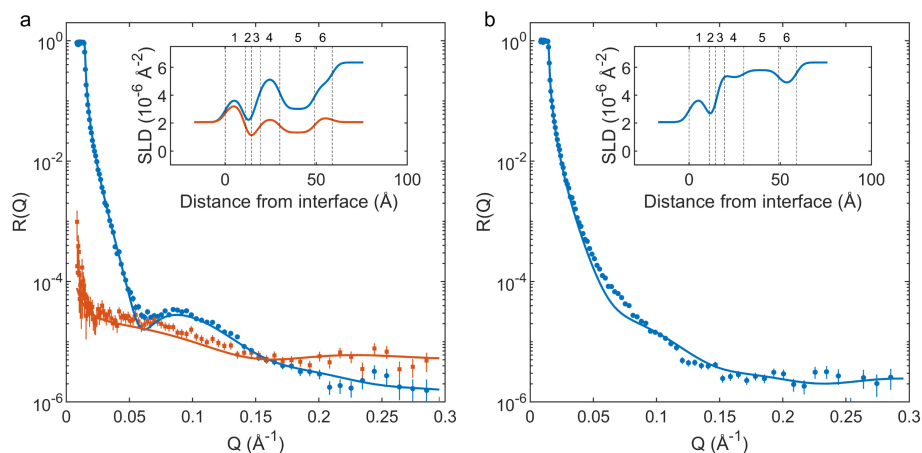 a
b
1 2 3 4 5 6
1 2 3 4 5 6
10^0
10^-2
10^-4
10^-6
R(Q)
0 0.05 0.1 0.15 0.2 0.25 0.3
Q (Å^-1)
SLD (10^-6 Å^-2)
6
4
2
0
0 50 100
Distance from interface (Å)
10^0
10^-2
10^-4
10^-6
R(Q)
0 0.05 0.1 0.15 0.2 0.25 0.3
Q (Å^-1)
SLD (10^-6 Å^-2)
6
4
2
0
0 50 100
Distance from interface (Å)